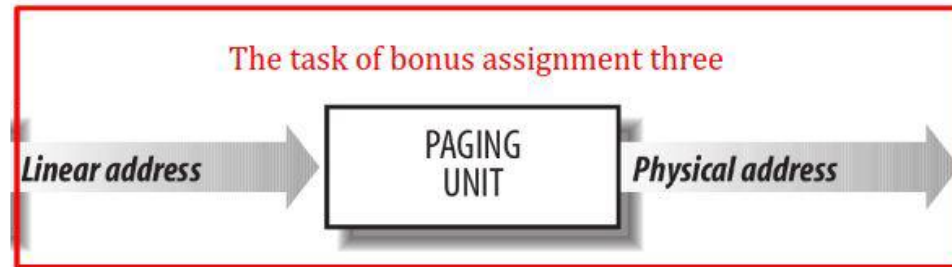 The task of bonus assignment three
Linear address
PAGING
UNIT
Physical address